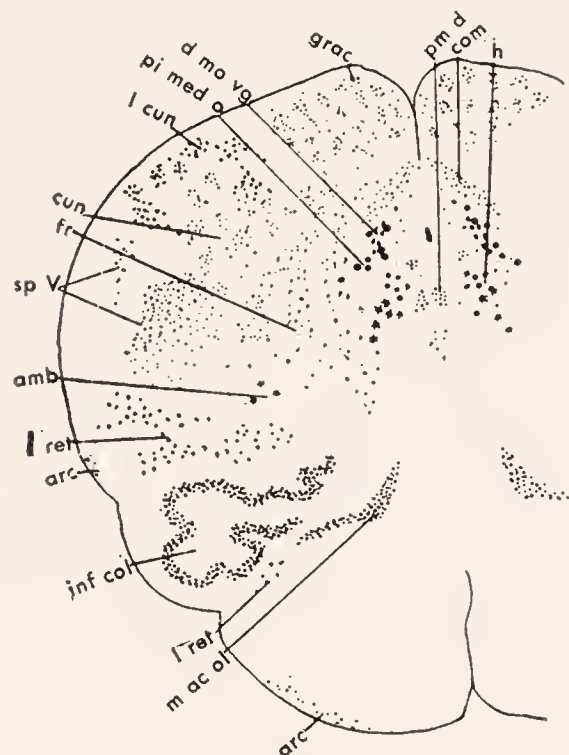 grac
pm d
com
h
d mo vg
pi med o
l cun
cun
fr
sp V
amb
l ret
arc
inf col
l ret
m ac ol
arc